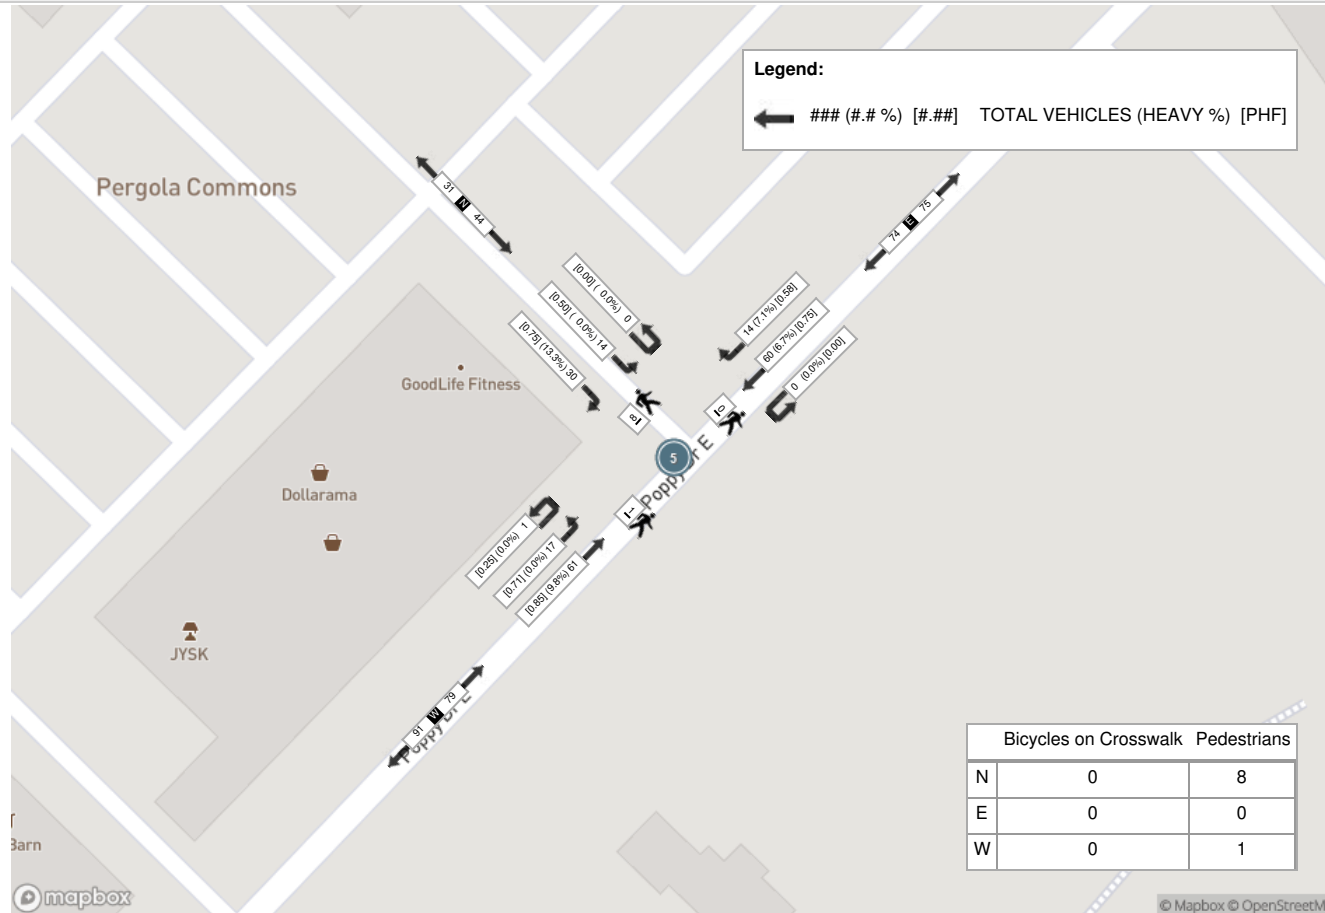 Legend:
### (#.# %) [#.##] TOTAL VEHICLES (HEAVY %) [PHF]
Pergola Commons
31 N 44
74 E 75
[0.00] ( 0.0%) 0
[0.50] ( 0.0%) 14
[0.75] (13.3%) 30
14 (7.1%) [0.58]
60 (6.7%) [0.75]
0 (0.0%) [0.00]
GoodLife Fitness
8
0
5
Poppy Dr E
Dollarama
1
[0.25] (0.0%) 1
[0.71] (0.0%) 17
[0.85] (9.8%) 61
JYSK
91 W 79
Poppy Dr E
Bicycles on Crosswalk Pedestrians
N 0 8
E 0 0
W 0 1
Barn
mapbox
© Mapbox © OpenStreetM